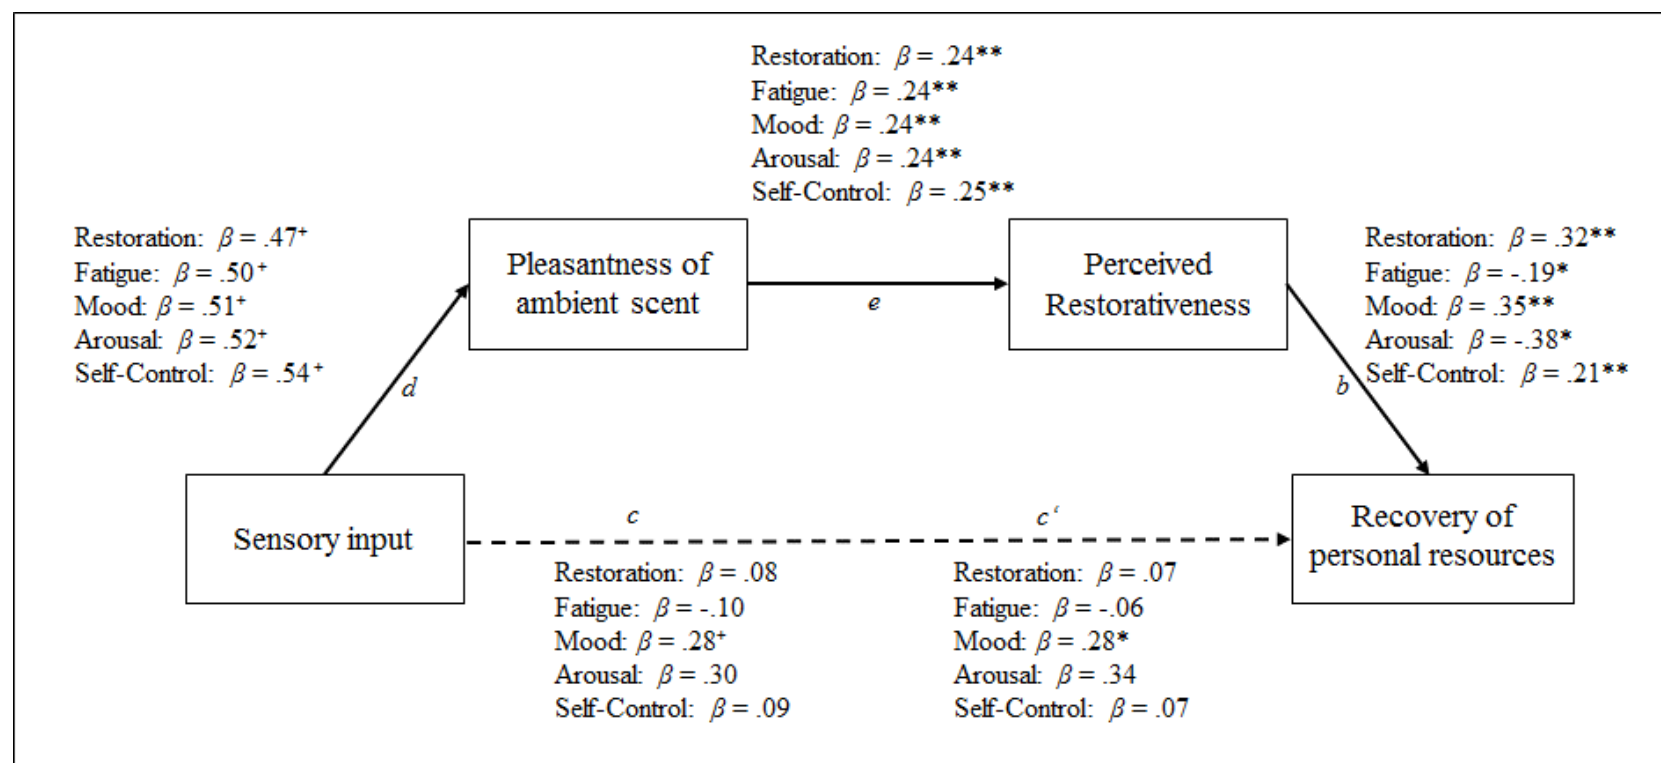 Restoration: β = .24**
Fatigue: β = .24**
Mood: β = .24**
Arousal: β = .24**
Self-Control: β = .25**
Restoration: β = .47⁺
Fatigue: β = .50⁺
Mood: β = .51⁺
Arousal: β = .52⁺
Self-Control: β = .54⁺
d
Pleasantness of
ambient scent
e
Perceived
Restorativeness
Restoration: β = .32**
Fatigue: β = -.19*
Mood: β = .35**
Arousal: β = -.38*
Self-Control: β = .21**
b
Sensory input
c
c‘
Recovery of
personal resources
Restoration: β = .08
Fatigue: β = -.10
Mood: β = .28⁺
Arousal: β = .30
Self-Control: β = .09
Restoration: β = .07
Fatigue: β = -.06
Mood: β = .28*
Arousal: β = .34
Self-Control: β = .07